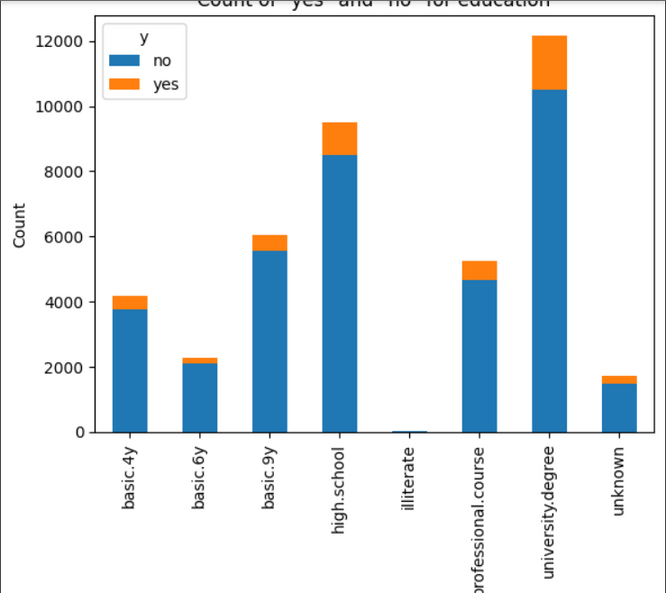 Count of "yes" and "no" for education
y
no
yes
12000
10000
8000
6000
4000
2000
0
Count
basic.4y
basic.6y
basic.9y
high.school
illiterate
professional.course
university.degree
unknown